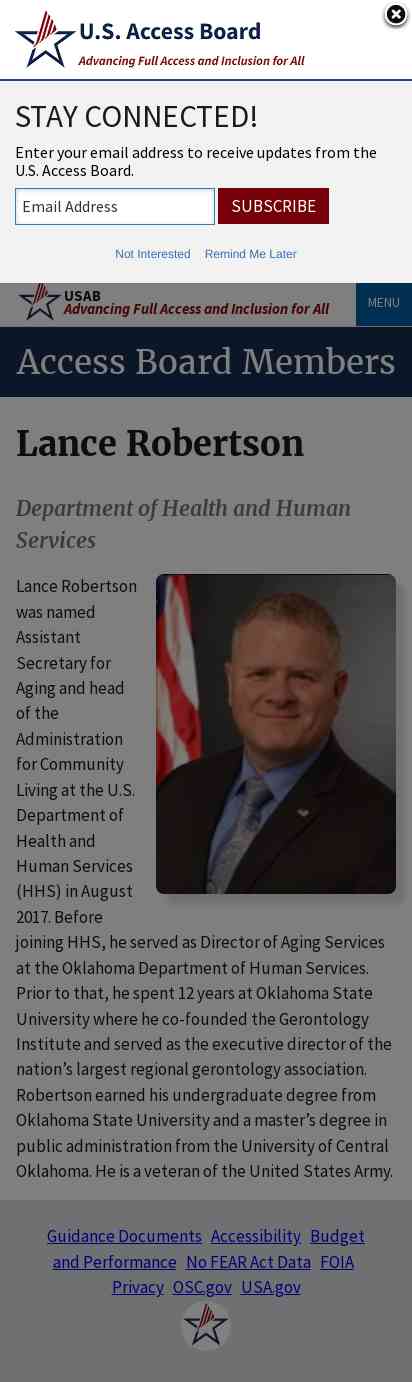 U.S. Access Board
Advancing Full Access and Inclusion for All
STAY CONNECTED!
Enter your email address to receive updates from the
U.S. Access Board.
Email Address
SUBSCRIBE
Not Interested Remind Me Later
USAB
Advancing Full Access and Inclusion for All
MENU
Access Board Members
Lance Robertson
Department of Health and Human
Services
Lance Robertson
was named
Assistant
Secretary for
Aging and head
of the
Administration
for Community
Living at the U.S.
Department of
Health and
Human Services
(HHS) in August
2017. Before
joining HHS, he served as Director of Aging Services
at the Oklahoma Department of Human Services.
Prior to that, he spent 12 years at Oklahoma State
University where he co-founded the Gerontology
Institute and served as the executive director of the
nation’s largest regional gerontology association.
Robertson earned his undergraduate degree from
Oklahoma State University and a master’s degree in
public administration from the University of Central
Oklahoma. He is a veteran of the United States Army.
Guidance Documents Accessibility Budget
and Performance No FEAR Act Data FOIA
Privacy OSC.gov USA.gov